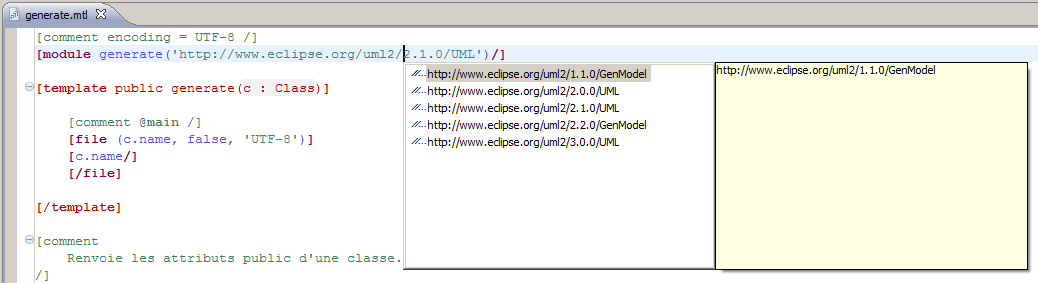 generate.mtl
[comment encoding = UTF-8 /]
[module generate('http://www.eclipse.org/uml2/2.1.0/UML')/]
http://www.eclipse.org/uml2/1.1.0/GenModel
http://www.eclipse.org/uml2/2.0.0/UML
http://www.eclipse.org/uml2/2.1.0/UML
http://www.eclipse.org/uml2/2.2.0/GenModel
http://www.eclipse.org/uml2/3.0.0/UML
http://www.eclipse.org/uml2/1.1.0/GenModel
[template public generate(c : Class)]
[comment @main /]
[file (c.name, false, 'UTF-8')]
[c.name/]
[/file]
[/template]
[comment
Renvoie les attributs public d'une classe.
/]